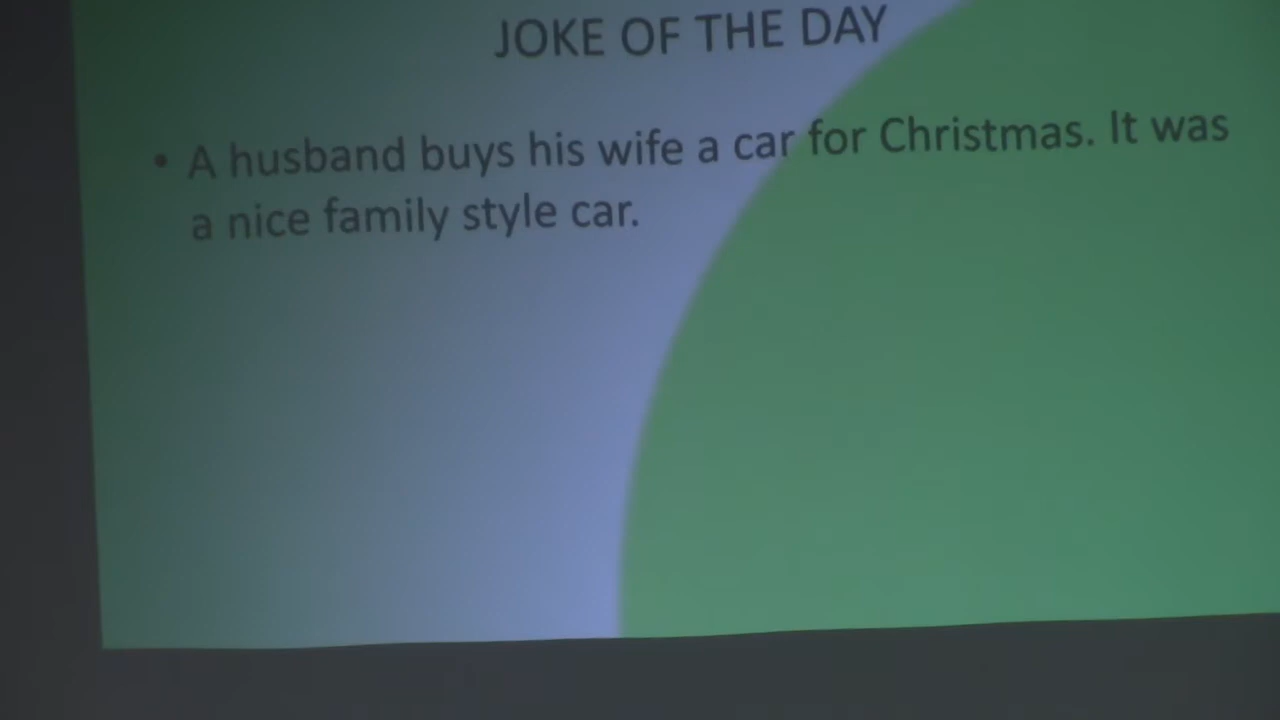 JOKE OF THE DAY
• A husband buys his wife a car for Christmas. It was
a nice family style car.